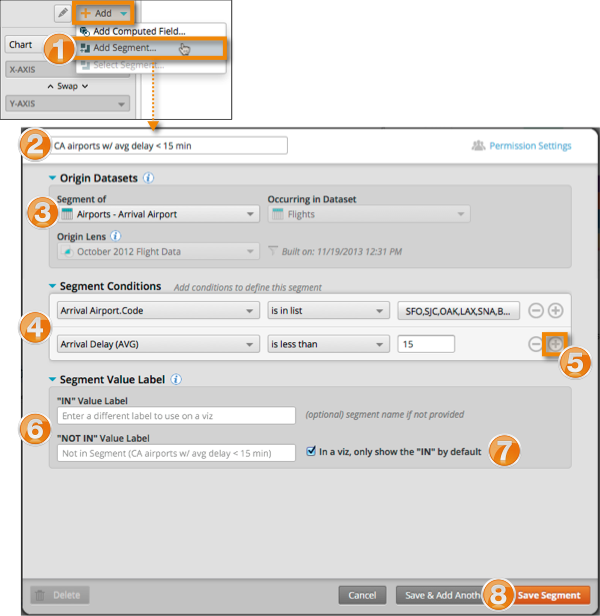 Add
Add Computed Field...
Chart
1
Add Segment...
Select Segment...
X-AXIS
Swap
Y-AXIS
2
CA airports w/ avg delay < 15 min
Permission Settings
Origin Datasets i
Segment of Occurring in Dataset
3 Airports - Arrival Airport Flights
Origin Lens i
October 2012 Flight Data Built on: 11/19/2013 12:31 PM
Segment Conditions Add conditions to define this segment
Arrival Airport.Code is in list SFO,SJC,OAK,LAX,SNA,B...
4
Arrival Delay (AVG) is less than 15
5
Segment Value Label i
"IN" Value Label
Enter a different label to use on a viz (optional) segment name if not provided
6
"NOT IN" Value Label
Not in Segment (CA airports w/ avg delay < 15 min) In a viz, only show the "IN" by default 7
Delete Cancel Save & Add Anoth 8 Save Segment